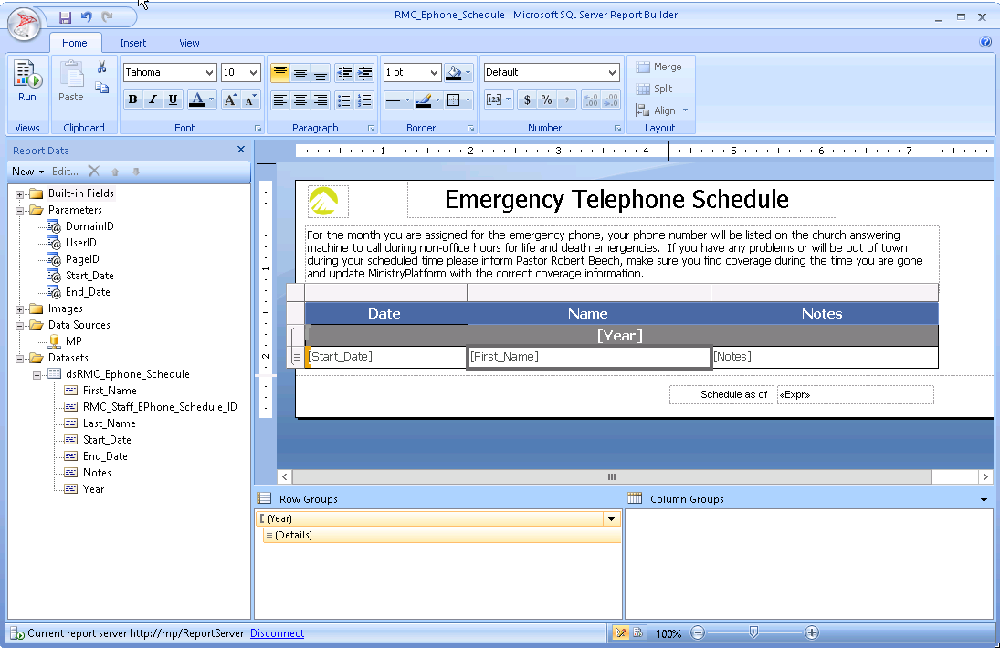 RMC_Ephone_Schedule - Microsoft SQL Server Report Builder
Home Insert View
Run Paste Tahoma 10 1 pt Default Merge
Split
B I U A A A $ % , Align
Views Clipboard Font Paragraph Border Number Layout
Report Data
New Edit...
Built-in Fields
Parameters
DomainID
UserID
PageID
Start_Date
End_Date
Images
Data Sources
MP
Datasets
dsRMC_Ephone_Schedule
First_Name
RMC_Staff_EPhone_Schedule_ID
Last_Name
Start_Date
End_Date
Notes
Year
1 2 3 4 5 6 7
1
2
Emergency Telephone Schedule
For the month you are assigned for the emergency phone, your phone number will be listed on the church answering
machine to call during non-office hours for life and death emergencies. If you have any problems or will be out of town
during your scheduled time please inform Pastor Robert Beech, make sure you find coverage during the time you are gone
and update MinistryPlatform with the correct coverage information.
Date Name Notes
[Year]
[Start_Date] [First_Name] [Notes]
Schedule as of «Expr»
Row Groups Column Groups
(Year)
(Details)
Current report server http://mp/ReportServer Disconnect 100%